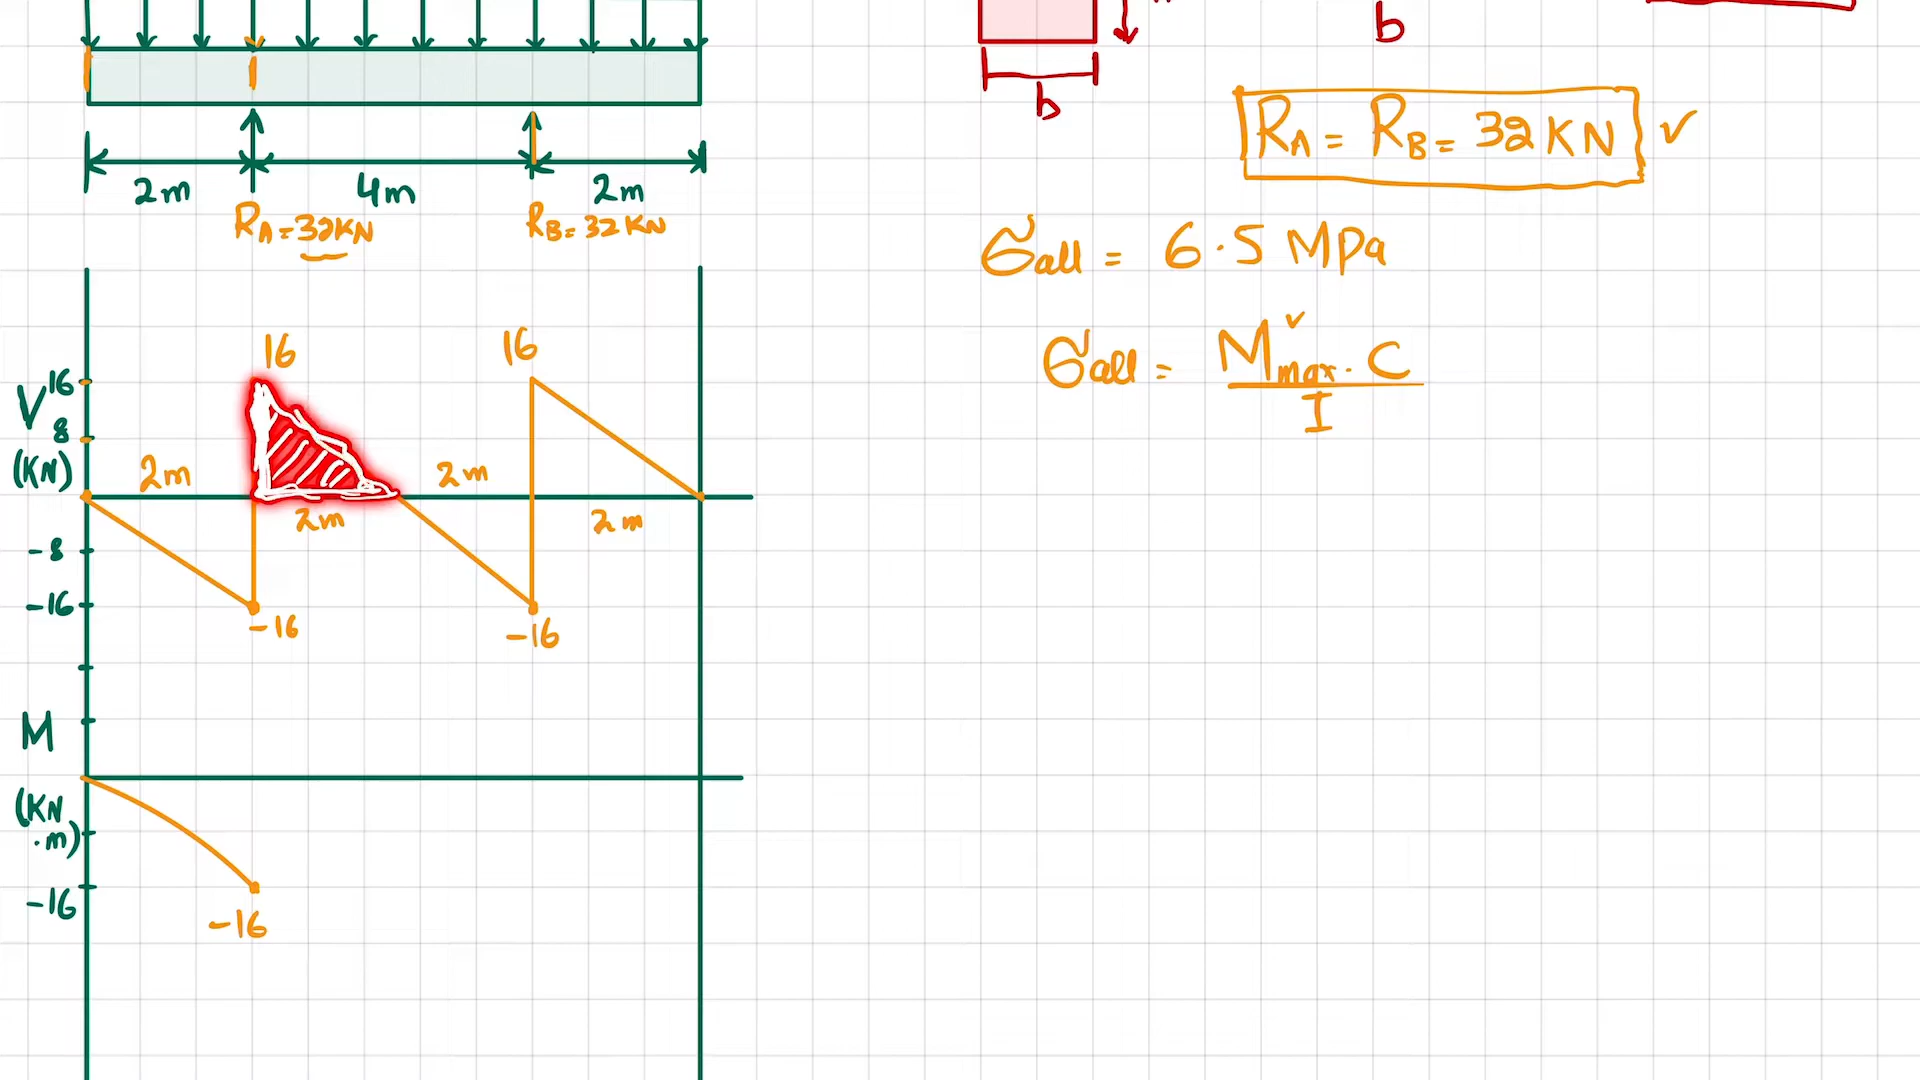 b
b
RA = RB = 32 KN ✓
2m 4m 2m
RA = 32KN RB = 32 KN
σall = 6.5 MPa
16 16
σall = Mmax . C / I
✓
V 16
8
(KN)
2m 2m
2m 2m
-8
-16
-16 -16
M
(KN
.m)
-16
-16